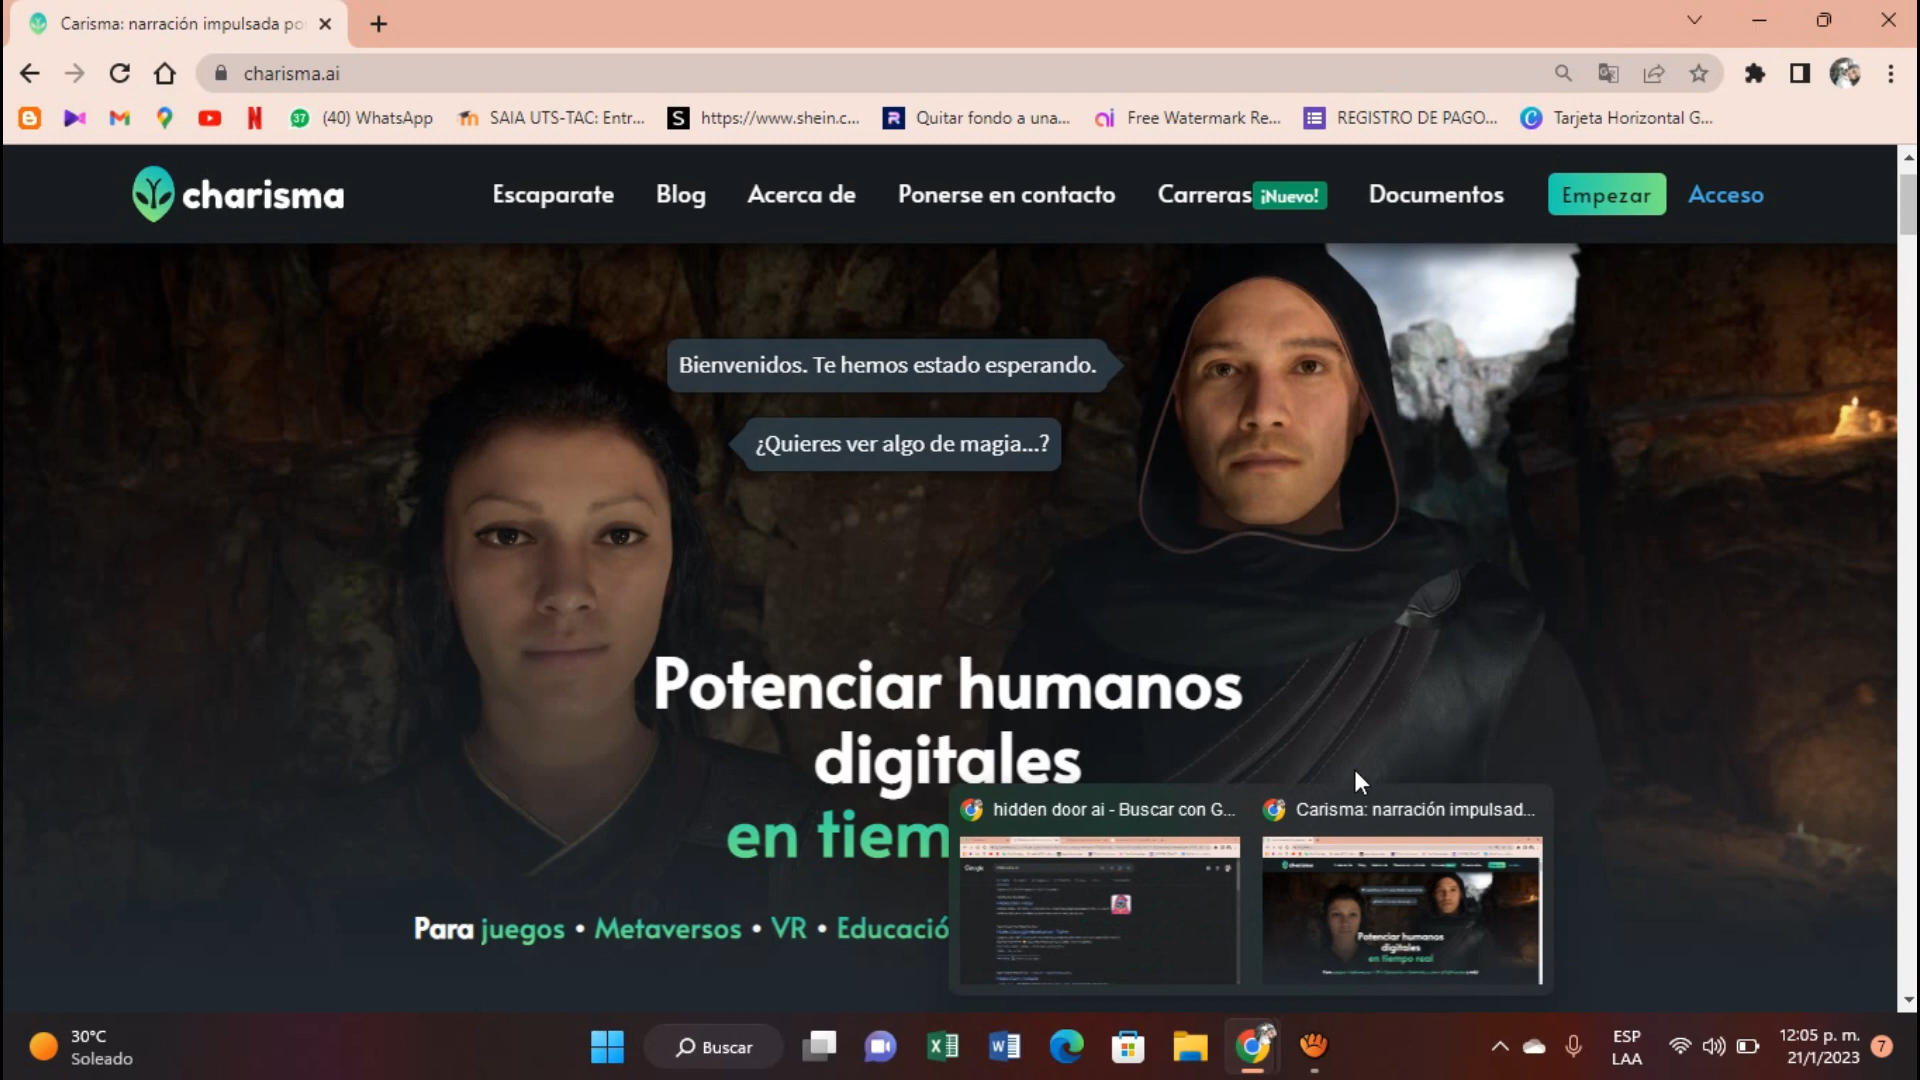 Carisma: narración impulsada po
charisma.ai
37 (40) WhatsApp
SAIA UTS-TAC: Entr...
S https://www.shein.c...
R Quitar fondo a una...
ai Free Watermark Re...
REGISTRO DE PAGO...
C Tarjeta Horizontal G...
charisma
Escaparate
Blog
Acerca de
Ponerse en contacto
Carreras ¡Nuevo!
Documentos
Empezar
Acceso
Bienvenidos. Te hemos estado esperando.
¿Quieres ver algo de magia...?
Potenciar humanos
digitales
en tiem
Para juegos • Metaversos • VR • Educació
hidden door ai - Buscar con G...
Carisma: narración impulsad...
Google
charisma
Potenciar humanos
digitales
en tiempo real
30°C
Soleado
Buscar
ESP
LAA
12:05 p. m.
21/1/2023
7